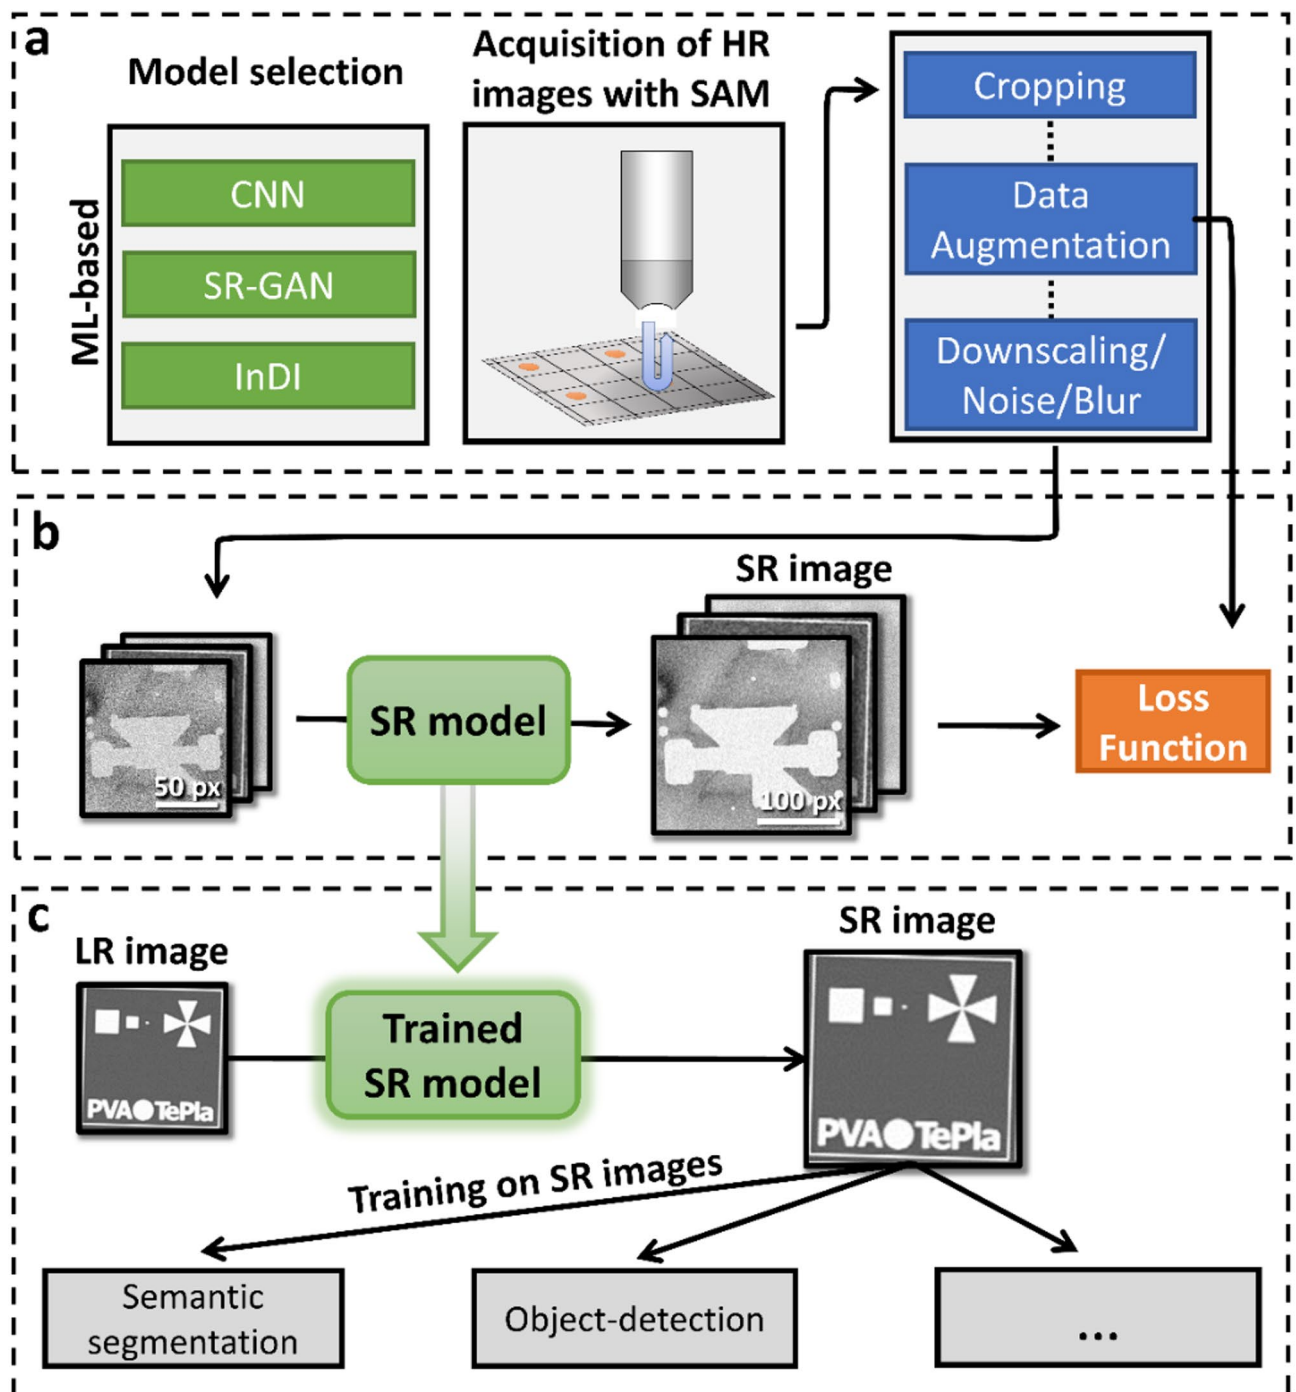 a
Model selection
ML-based
CNN
SR-GAN
InDI
Acquisition of HR
images with SAM
Cropping
Data
Augmentation
Downscaling/
Noise/Blur
b
50 px
SR model
SR image
100 px
Loss
Function
c
LR image
PVA TePla
Trained
SR model
SR image
PVA TePla
Training on SR images
Semantic
segmentation
Object-detection
...